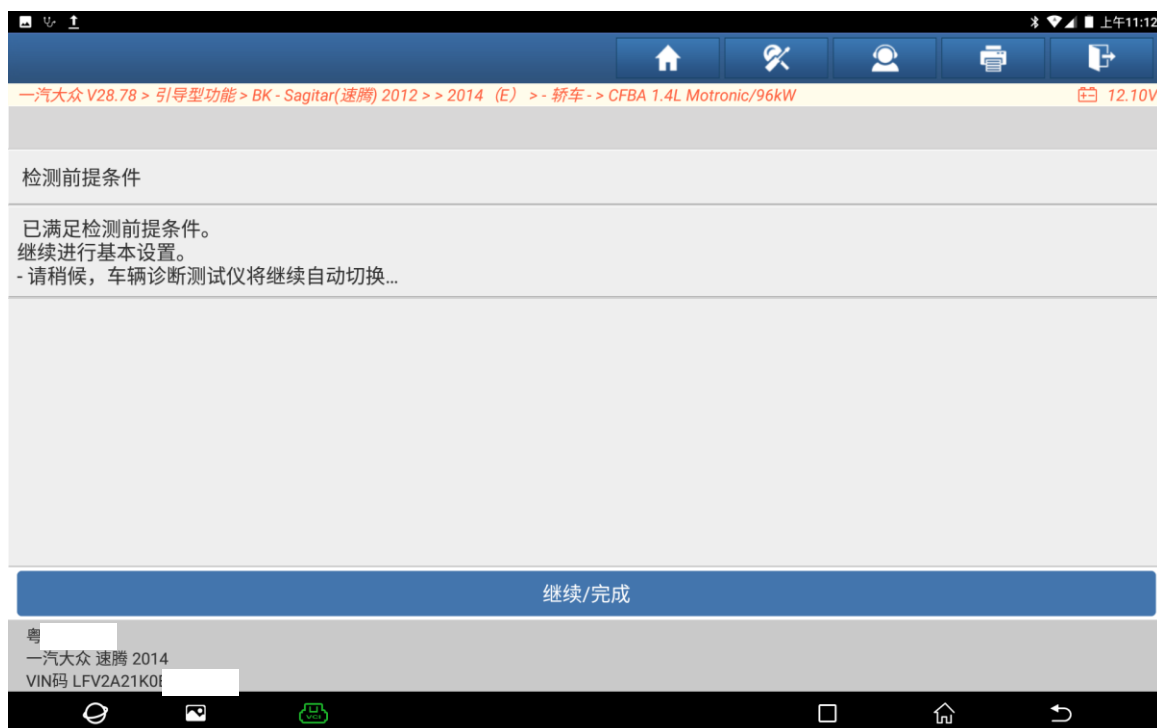 上午11:12
一汽大众 V28.78 > 引导型功能 > BK - Sagitar(速腾) 2012 > > 2014（E） > - 轿车 - > CFBA 1.4L Motronic/96kW
12.10V
检测前提条件
已满足检测前提条件。
继续进行基本设置。
- 请稍候，车辆诊断测试仪将继续自动切换...
继续/完成
粤
一汽大众 速腾 2014
VIN码 LFV2A21K0
VCI